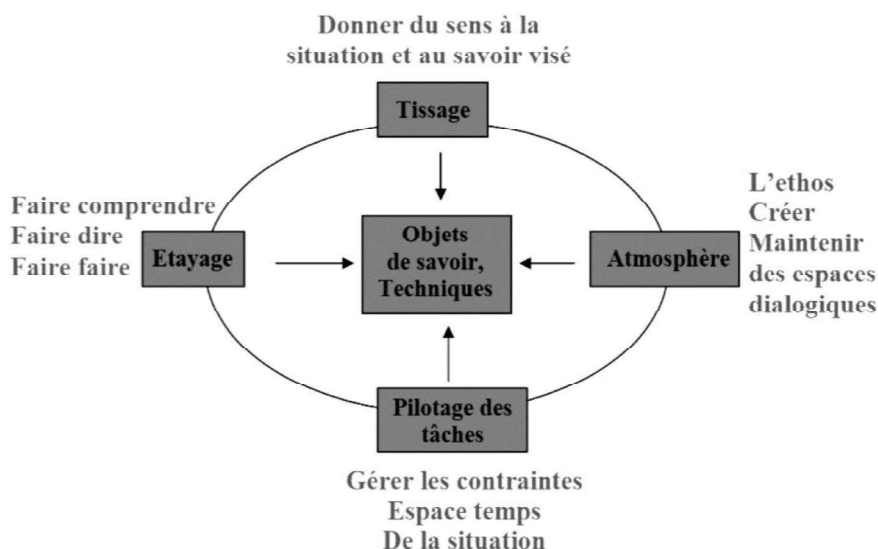 Donner du sens à la
situation et au savoir visé
Tissage
Faire comprendre
Faire dire
Faire faire
Etayage
Objets
de savoir,
Techniques
Atmosphère
L'ethos
Créer
Maintenir
des espaces
dialogiques
Pilotage des
tâches
Gérer les contraintes
Espace temps
De la situation